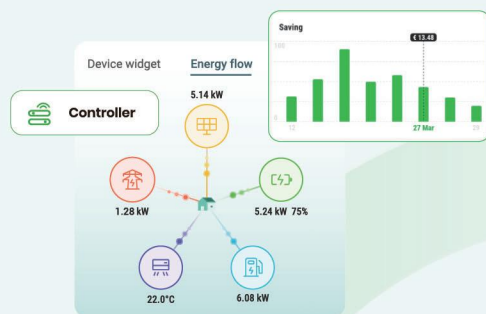 Saving
€ 13.48
100
0
12
27 Mar
29
Device widget
Energy flow
Controller
5.14 kW
1.28 kW
5.24 kW 75%
22.0°C
6.08 kW